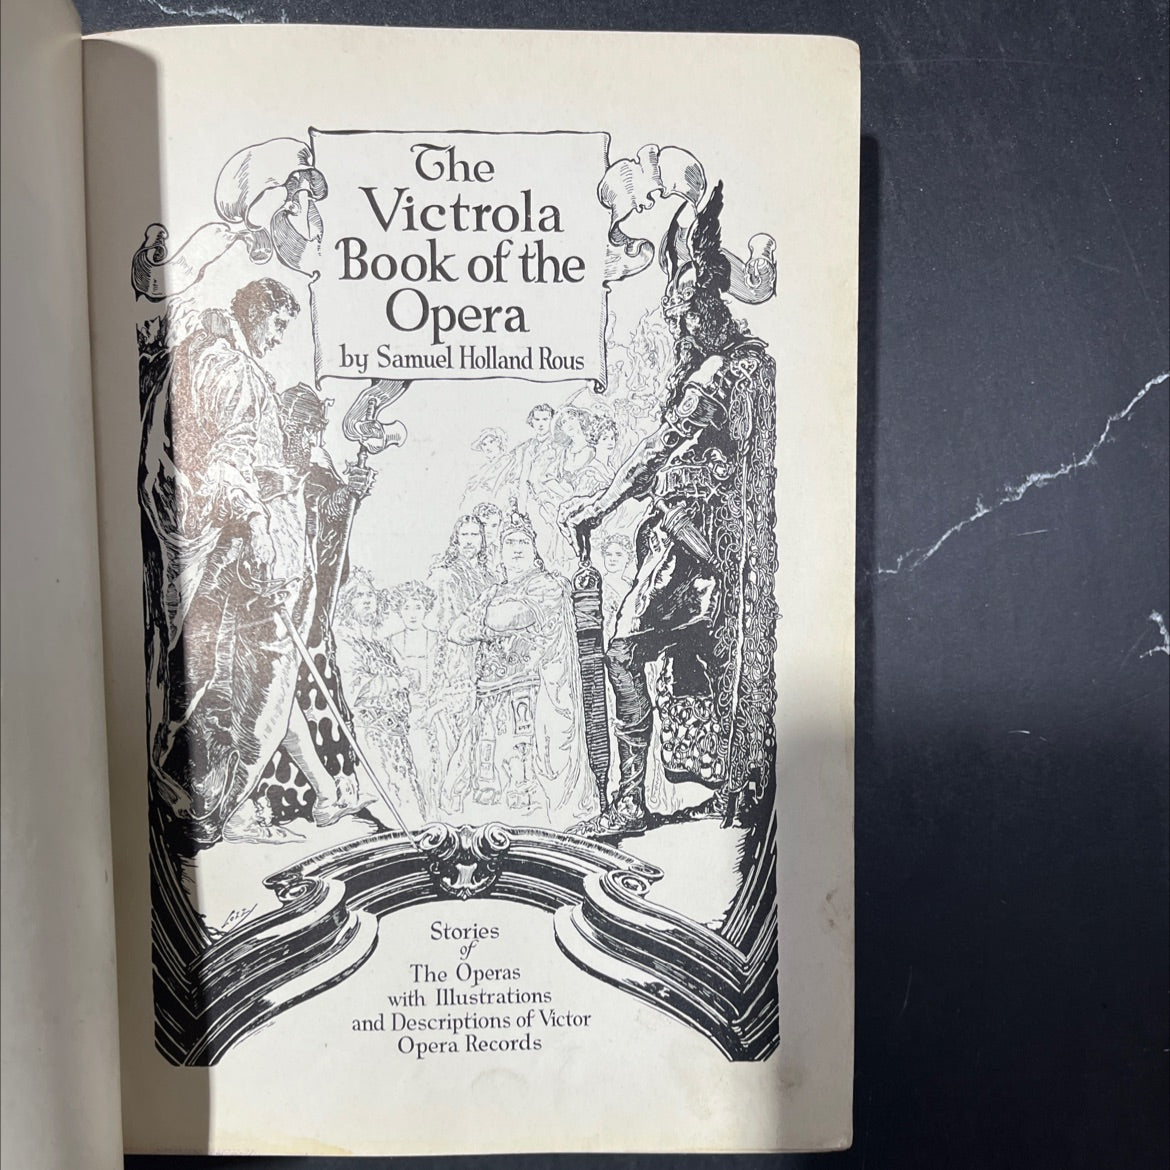 The
Victrola
Book of the
Opera
by Samuel Holland Rous
Stories
of
The Operas
with Illustrations
and Descriptions of Victor
Opera Records